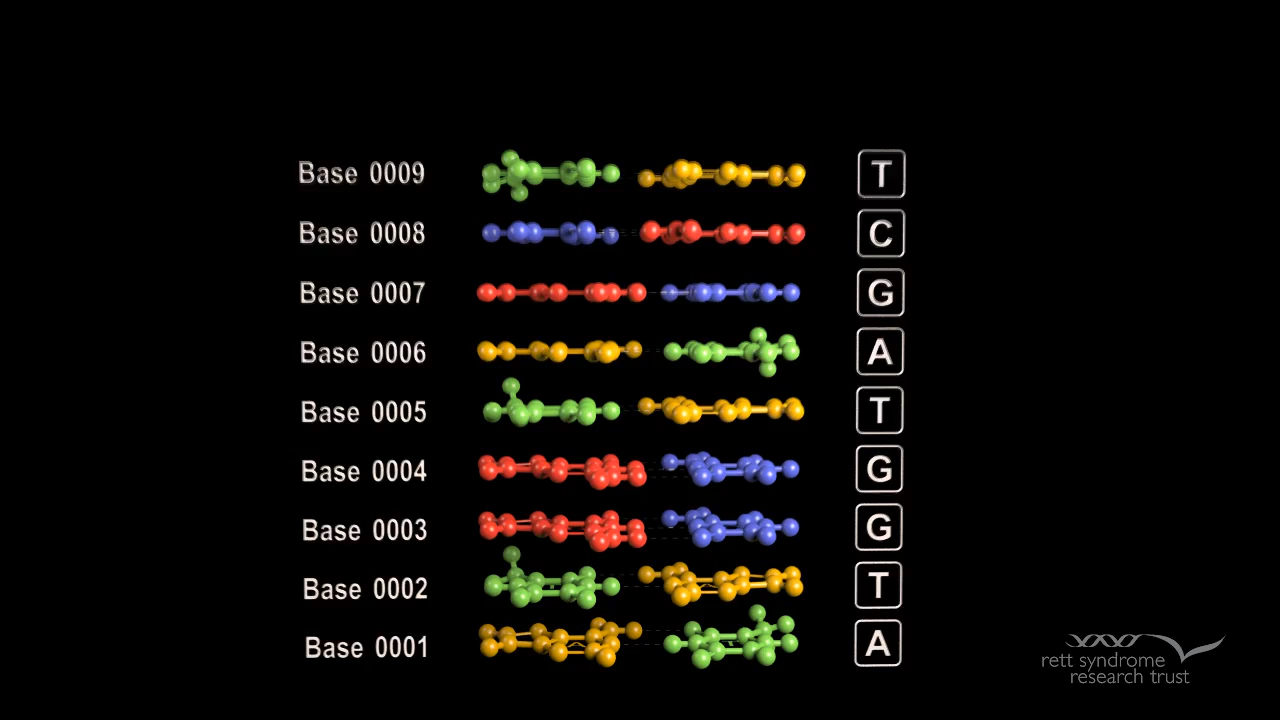 Base 0009 T
Base 0008 C
Base 0007 G
Base 0006 A
Base 0005 T
Base 0004 G
Base 0003 G
Base 0002 T
Base 0001 A
rett syndrome
research trust